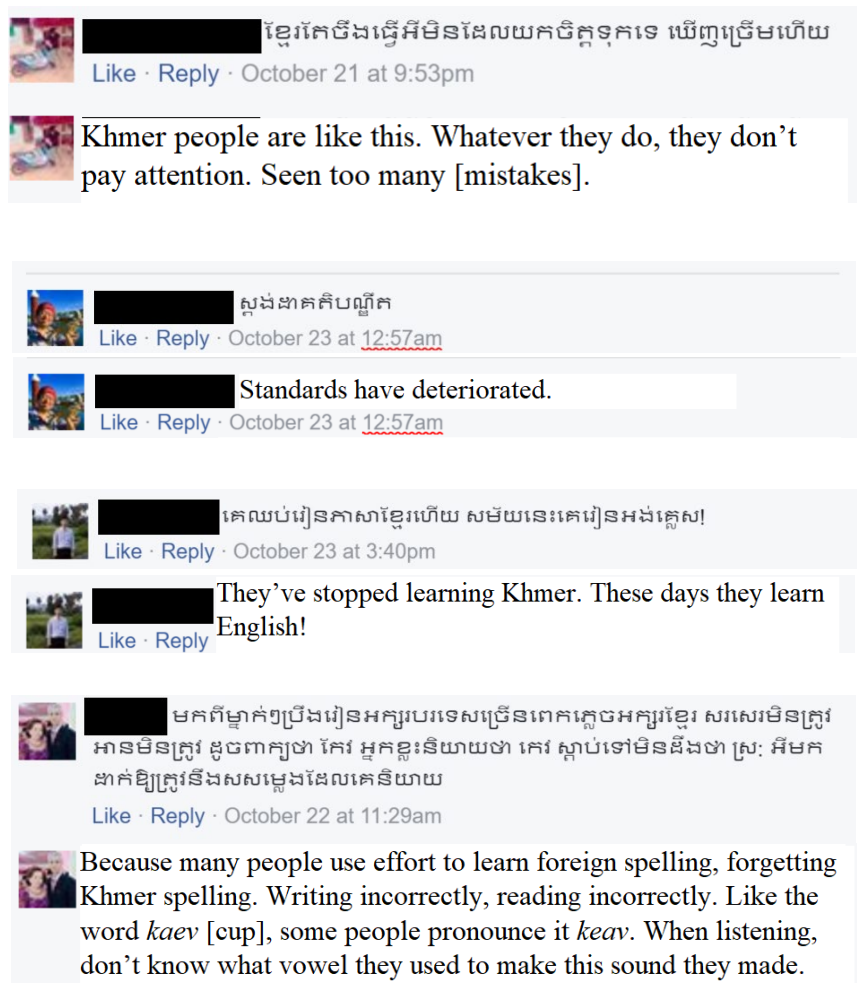 ខ្មែរតែចឹងធ្វើអីមិនដែលយកចិត្តទុកទេ ឃើញច្រើមហើយ
Like · Reply · October 21 at 9:53pm
Khmer people are like this. Whatever they do, they don’t
pay attention. Seen too many [mistakes].
ស្តង់ដាគតិបណ្ឌឹត
Like · Reply · October 23 at 12:57am
Standards have deteriorated.
Like · Reply · October 23 at 12:57am
គេឈប់រៀនភាសាខ្មែរហើយ សម័យនេះគេរៀនអង់គ្លេស!
Like · Reply · October 23 at 3:40pm
They’ve stopped learning Khmer. These days they learn
English!
Like · Reply
មកពីម្នាក់ៗប្រឹងរៀនអក្សរបរទេសច្រើនពេកភ្លេចអក្សរខ្មែរ សរសេរមិនត្រូវ
អានមិនត្រូវ ដូចពាក្យថា កែវ អ្នកខ្លះនិយាយថា កេវ ស្តាប់ទៅមិនដឹងថា ស្រ: អីមក
ដាក់ឱ្យត្រូវនឹងសសម្លេងដែលគេនិយាយ
Like · Reply · October 22 at 11:29am
Because many people use effort to learn foreign spelling, forgetting
Khmer spelling. Writing incorrectly, reading incorrectly. Like the
word kaev [cup], some people pronounce it keav. When listening,
don’t know what vowel they used to make this sound they made.